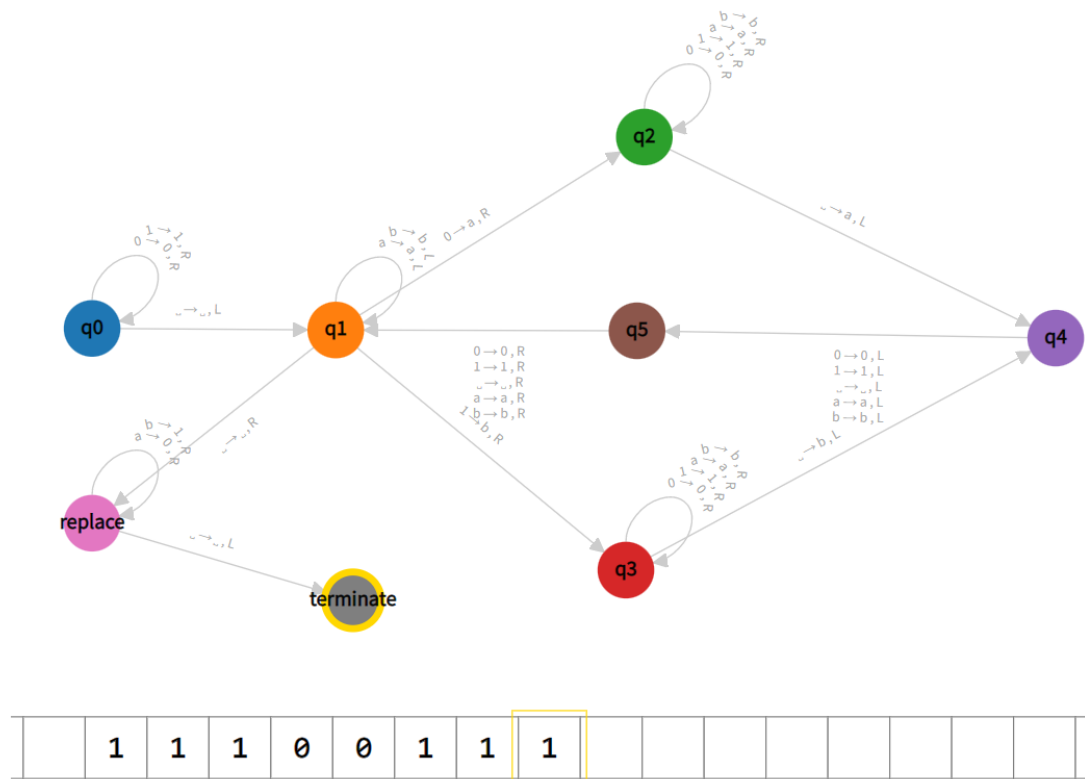 b→b,R
a→a,R
1→1,R
0→0,R
q2
␣→a,L
1→1,R
0→0,R
b→b,L
a→a,L
0→a,R
q0
␣→␣,L
q1
q5
q4
0→0,R
1→1,R
␣→␣,R
a→a,R
b→b,R
0→0,L
1→1,L
␣→␣,L
a→a,L
b→b,L
1→b,R
b→1,R
a→0,R
␣→␣,R
␣→b,L
b→b,R
a→a,R
1→1,R
0→0,R
replace
␣→␣,L
q3
terminate
1 1 1 0 0 1 1 1